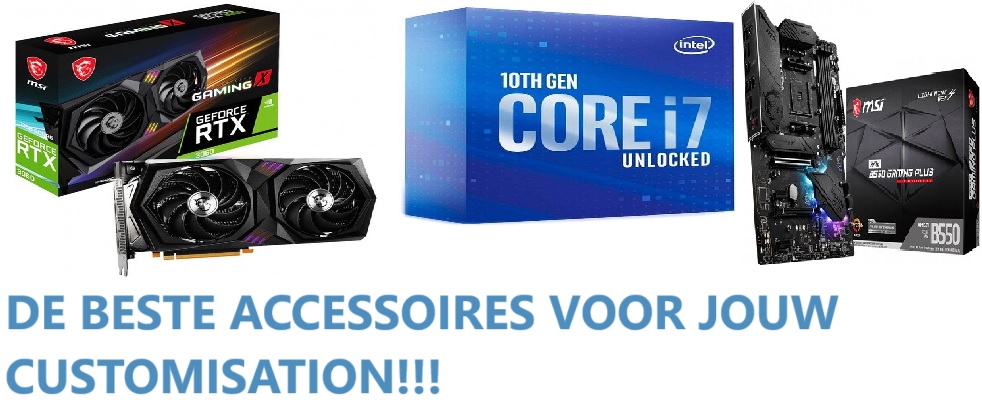 msi
GAMING X
GEFORCE
RTX
GEFORCE
RTX
3060
intel
10TH GEN
CORE i7
UNLOCKED
msi
B550 GAMING PLUS
B550
DE BESTE ACCESSOIRES VOOR JOUW
CUSTOMISATION!!!